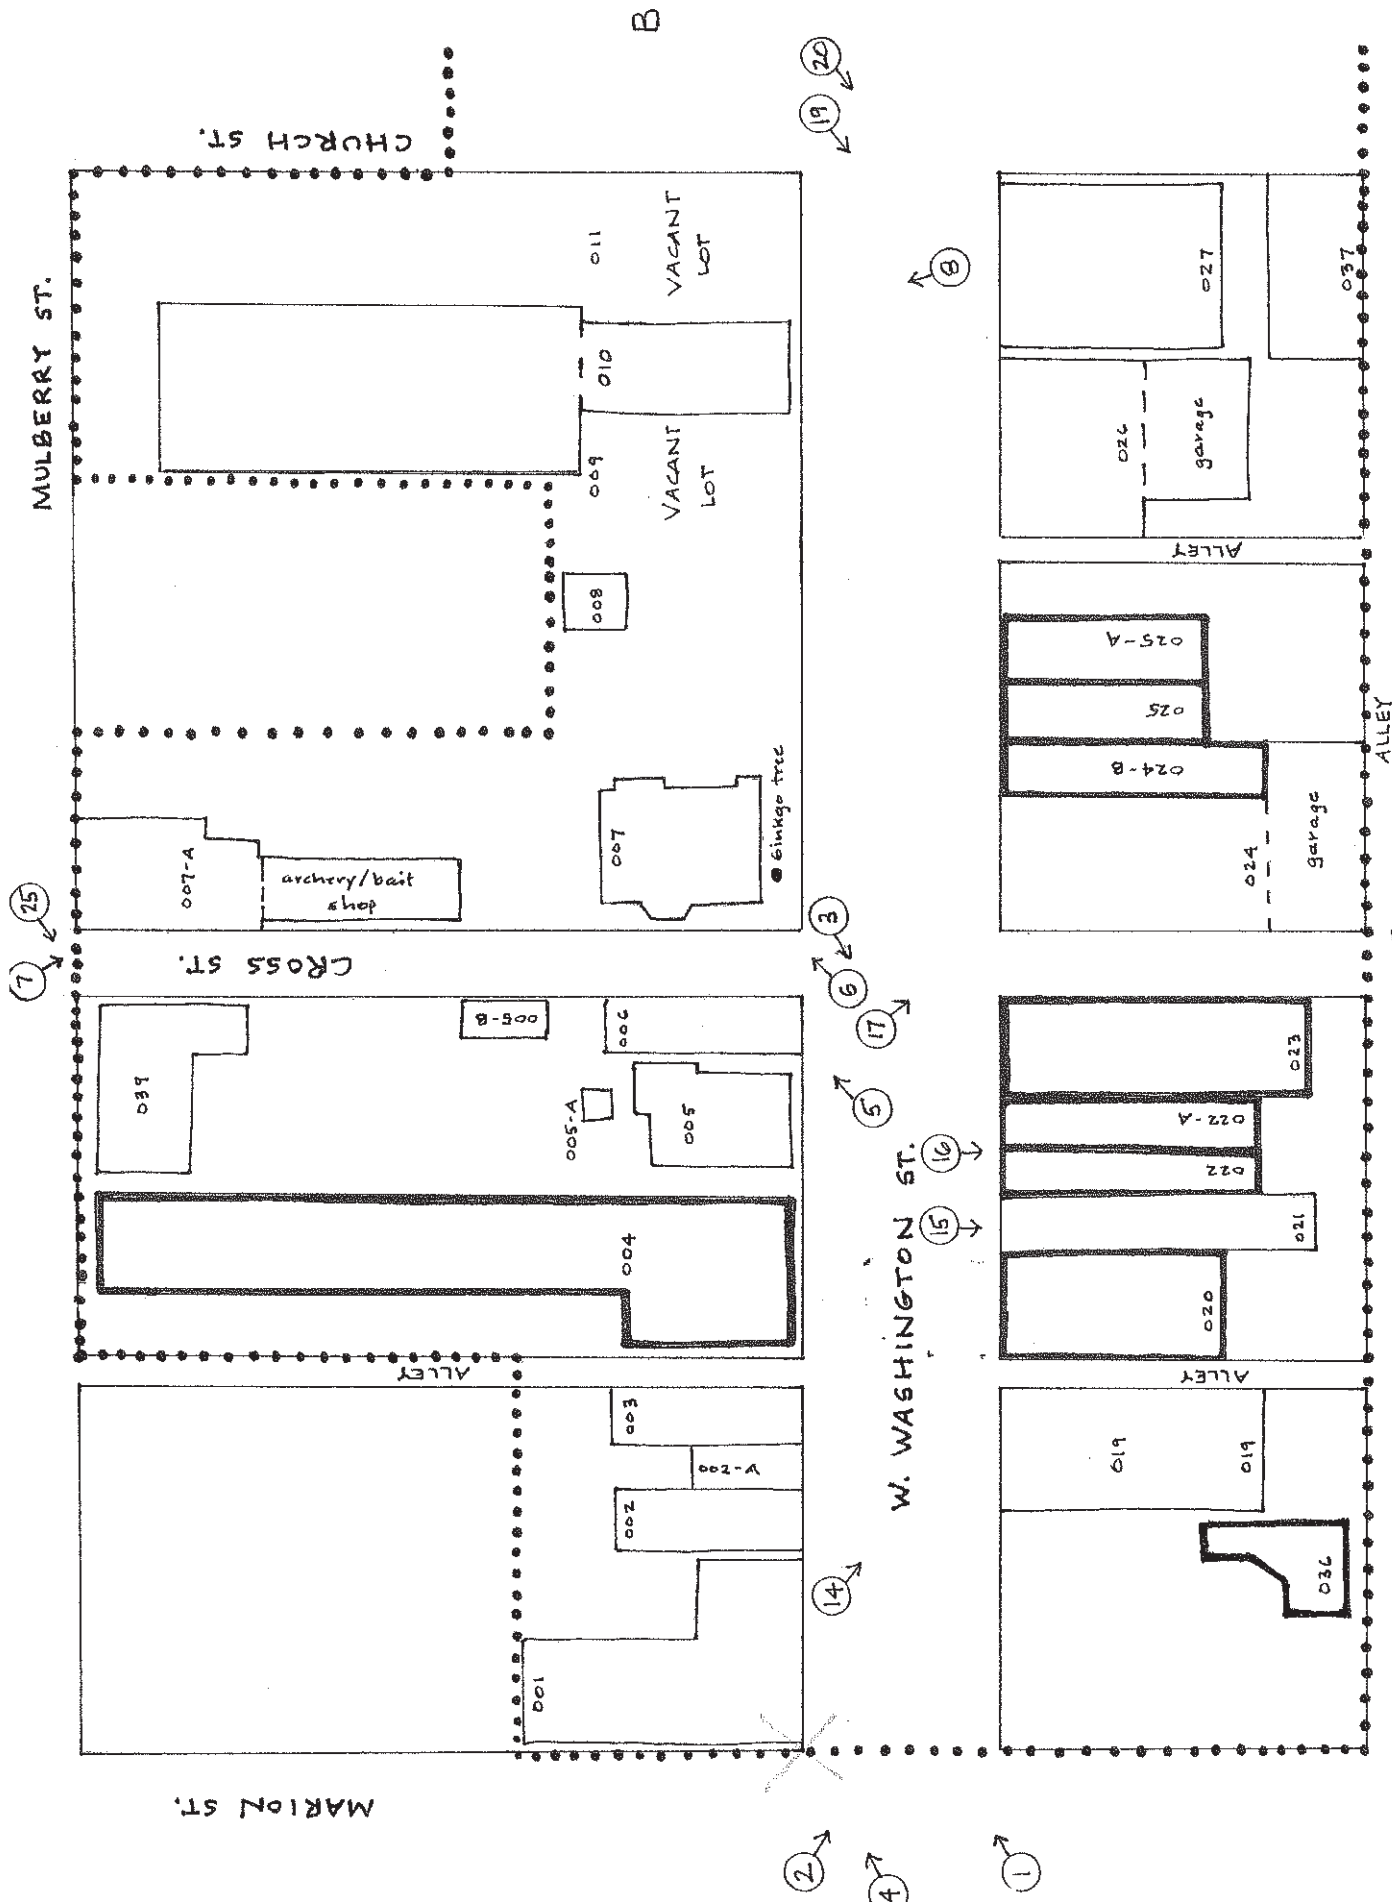 B
MULBERRY ST.
CHURCH ST.
20
19
011
VACANT
LOT
010
009
VACANT
LOT
008
8
027
037
026
garage
ALLEY
25
7
007-A
archery/bait
shop
007
Ginkgo tree
CROSS ST.
3
6
17
5
025-A
025
024-B
024
garage
ALLEY
039
005-B
006
005-A
005
004
16
15
W. WASHINGTON ST.
023
022-A
022
021
020
ALLEY
003
002-A
002
001
14
ALLEY
019
019
036
MARION ST.
2
4
1